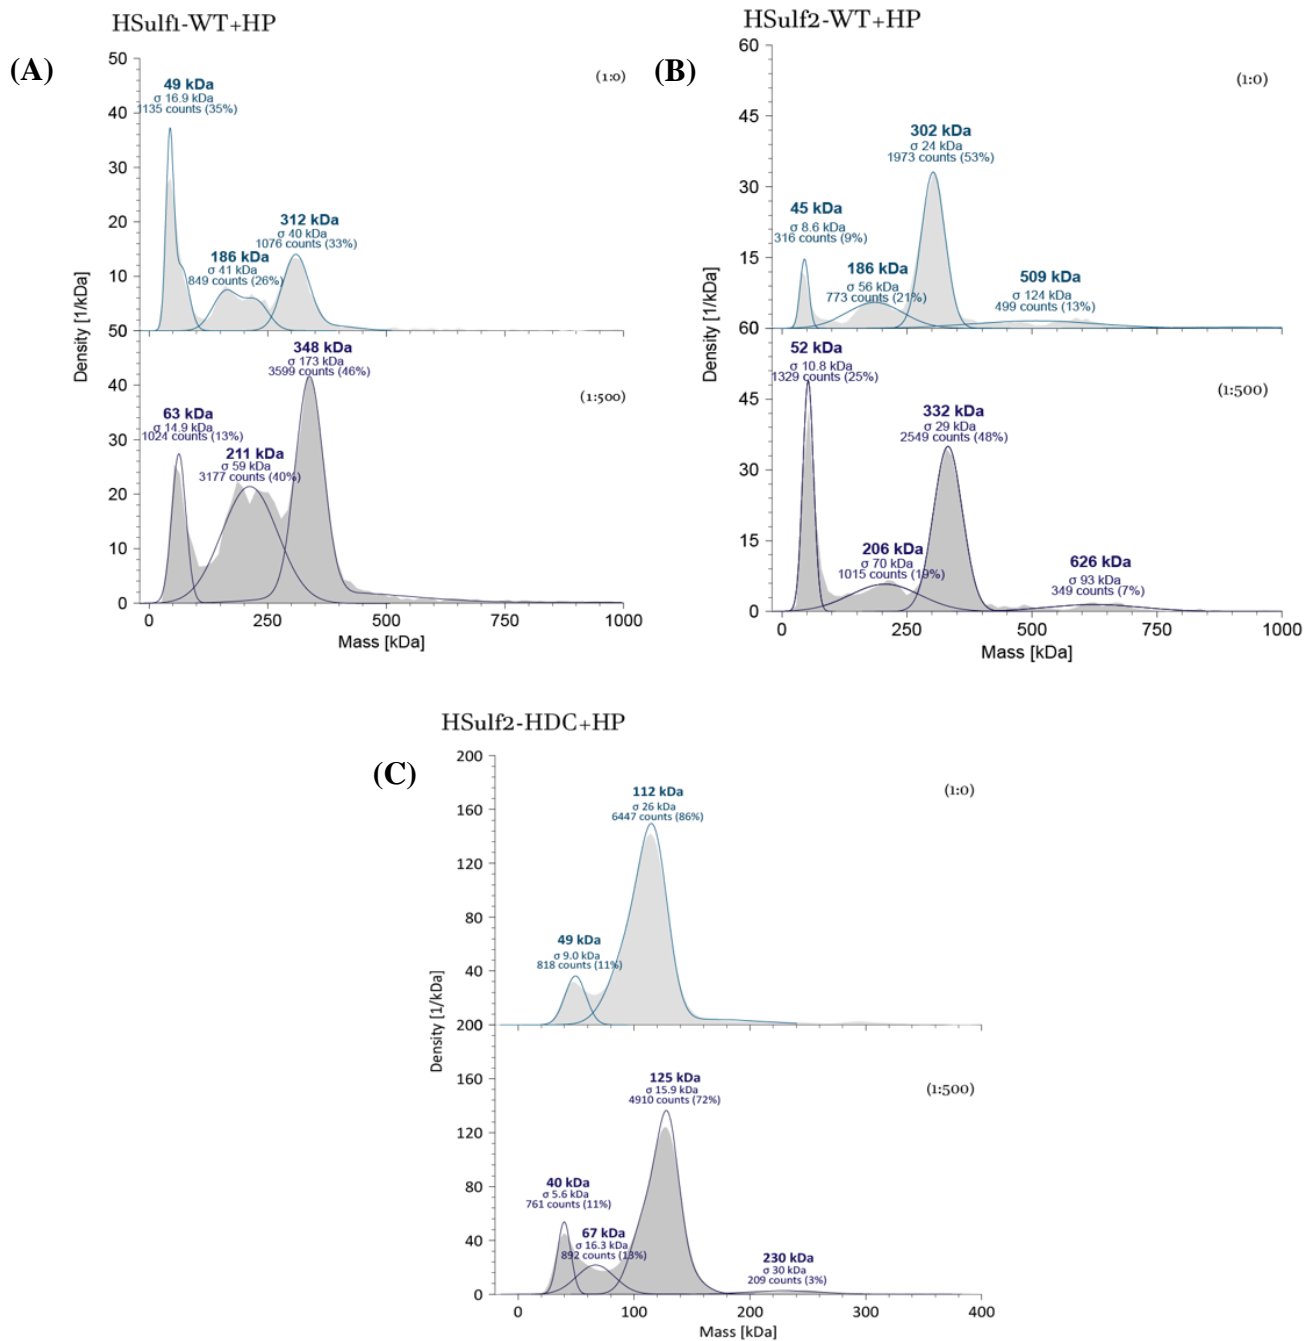 HSulf1-WT+HP
(A)
50
40
30
20
10
50
40
30
20
10
0
Density [1/kDa]
(1:0)
49 kDa
σ 16.9 kDa
1135 counts (35%)
186 kDa
σ 41 kDa
849 counts (26%)
312 kDa
σ 40 kDa
1076 counts (33%)
(1:500)
63 kDa
σ 14.9 kDa
1024 counts (13%)
211 kDa
σ 59 kDa
3177 counts (40%)
348 kDa
σ 173 kDa
3599 counts (46%)
0 250 500 750 1000
Mass [kDa]
HSulf2-WT+HP
(B)
60
45
30
15
60
45
30
15
0
Density [1/kDa]
(1:0)
45 kDa
σ 8.6 kDa
316 counts (9%)
186 kDa
σ 56 kDa
773 counts (21%)
302 kDa
σ 24 kDa
1973 counts (53%)
509 kDa
σ 124 kDa
499 counts (13%)
(1:500)
52 kDa
σ 10.8 kDa
1329 counts (25%)
206 kDa
σ 70 kDa
1015 counts (19%)
332 kDa
σ 29 kDa
2549 counts (48%)
626 kDa
σ 93 kDa
349 counts (7%)
0 250 500 750 1000
Mass [kDa]
HSulf2-HDC+HP
(C)
200
160
120
80
40
200
160
120
80
40
0
Density [1/kDa]
(1:0)
49 kDa
σ 9.0 kDa
818 counts (11%)
112 kDa
σ 26 kDa
6447 counts (86%)
(1:500)
40 kDa
σ 5.6 kDa
761 counts (11%)
67 kDa
σ 16.3 kDa
892 counts (13%)
125 kDa
σ 15.9 kDa
4910 counts (72%)
230 kDa
σ 30 kDa
209 counts (3%)
0 100 200 300 400
Mass [kDa]